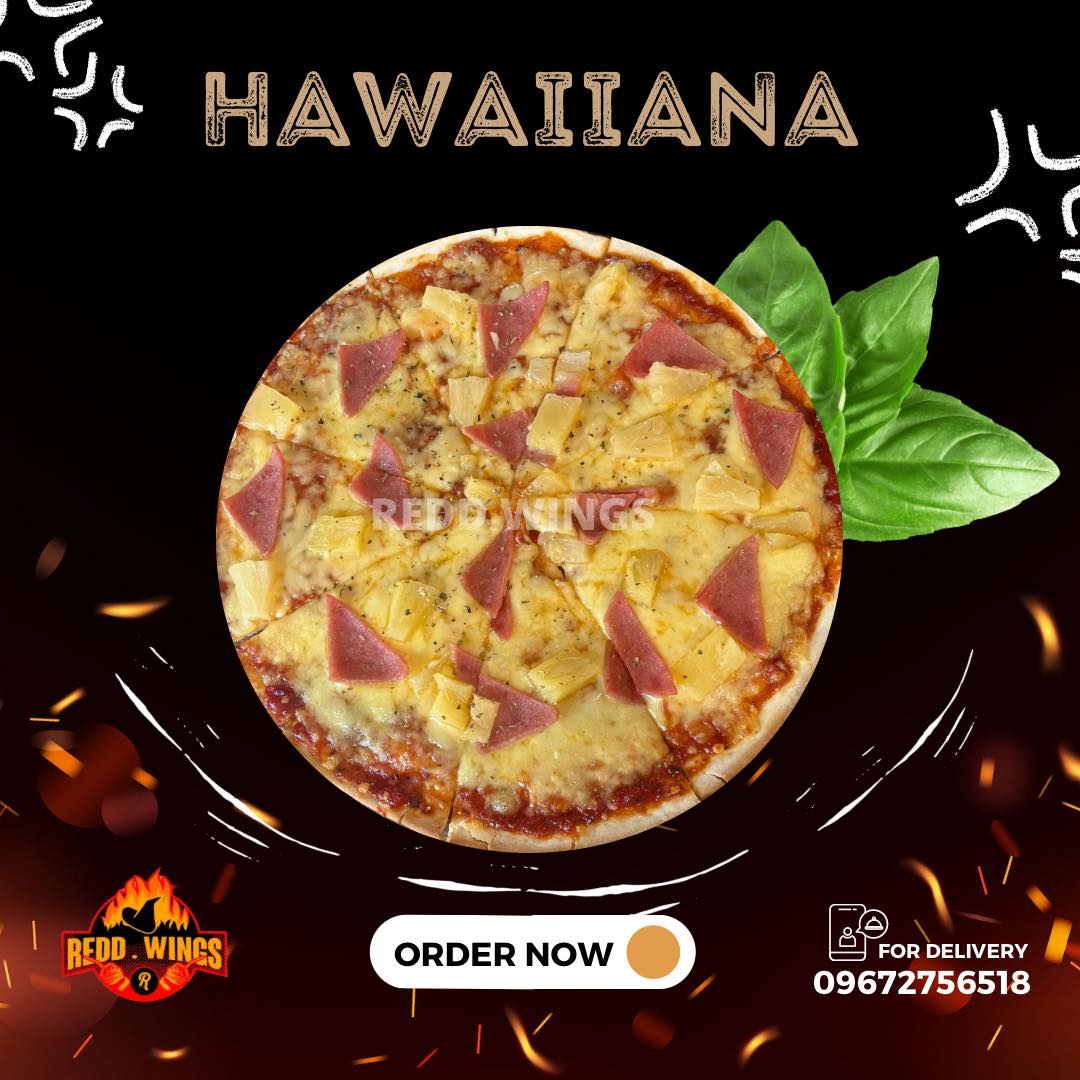 HAWAIIANA
REDD.WINGS
REDD.WINGS
R
ORDER NOW
FOR DELIVERY
09672756518